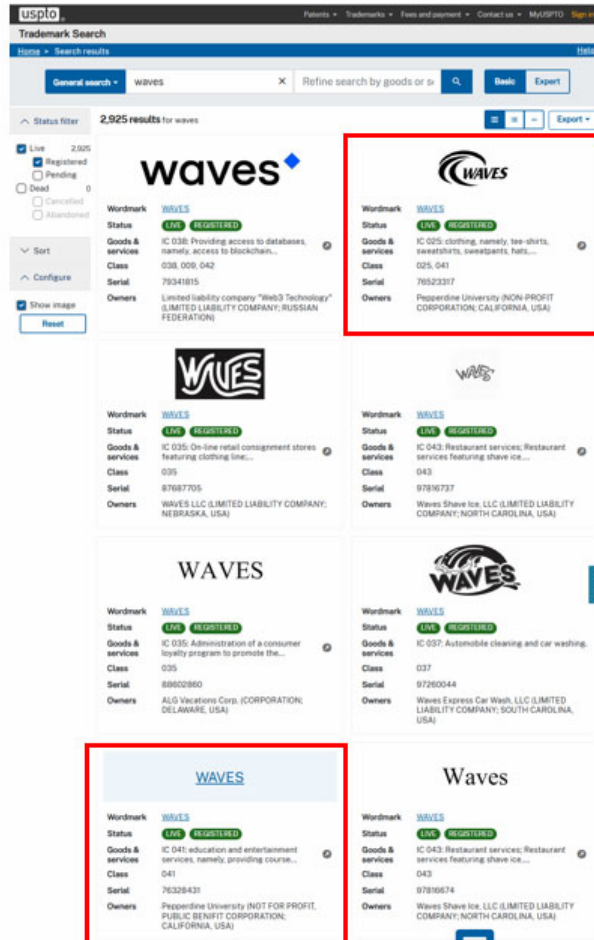 uspto
Patents Trademarks Fees and payment Contact us MyUSPTO Sign in
Trademark Search
Home > Search results
Help
General search waves × Refine search by goods or se Basic Expert
Status filter
Live 2,925
Registered
Pending
Dead 0
Cancelled
Abandoned
Sort
Configure
Show image
Reset
2,925 results for waves
Export
waves
Wordmark WAVES
Status LIVE REGISTERED
Goods & services IC 038: Providing access to databases,
namely, access to blockchain...
Class 038, 009, 042
Serial 79341815
Owners Limited liability company "Web3 Technology"
(LIMITED LIABILITY COMPANY; RUSSIAN
FEDERATION)
WAVES
Wordmark WAVES
Status LIVE REGISTERED
Goods & services IC 025: clothing, namely, tee-shirts,
sweatshirts, sweatpants, hats,...
Class 025, 041
Serial 76523317
Owners Pepperdine University (NON-PROFIT
CORPORATION; CALIFORNIA, USA)
WAVES
Wordmark WAVES
Status LIVE REGISTERED
Goods & services IC 035: On-line retail consignment stores
featuring clothing line;...
Class 035
Serial 87687705
Owners WAVES LLC (LIMITED LIABILITY COMPANY;
NEBRASKA, USA)
WAVES
Wordmark WAVES
Status LIVE REGISTERED
Goods & services IC 043: Restaurant services; Restaurant
services featuring shave ice,...
Class 043
Serial 97816737
Owners Waves Shave Ice, LLC (LIMITED LIABILITY
COMPANY; NORTH CAROLINA, USA)
WAVES
Wordmark WAVES
Status LIVE REGISTERED
Goods & services IC 035: Administration of a consumer
loyalty program to promote the...
Class 035
Serial 88602860
Owners ALG Vacations Corp. (CORPORATION;
DELAWARE, USA)
WAVES
Wordmark WAVES
Status LIVE REGISTERED
Goods & services IC 037: Automobile cleaning and car washing.
Class 037
Serial 97260044
Owners Waves Express Car Wash, LLC (LIMITED
LIABILITY COMPANY; SOUTH CAROLINA,
USA)
WAVES
Wordmark WAVES
Status LIVE REGISTERED
Goods & services IC 041: education and entertainment
services, namely, providing course...
Class 041
Serial 76328431
Owners Pepperdine University (NOT FOR PROFIT,
PUBLIC BENIFIT CORPORATION;
CALIFORNIA, USA)
Waves
Wordmark WAVES
Status LIVE REGISTERED
Goods & services IC 043: Restaurant services; Restaurant
services featuring shave ice,...
Class 043
Serial 97816674
Owners Waves Shave Ice, LLC (LIMITED LIABILITY
COMPANY; NORTH CAROLINA, USA)